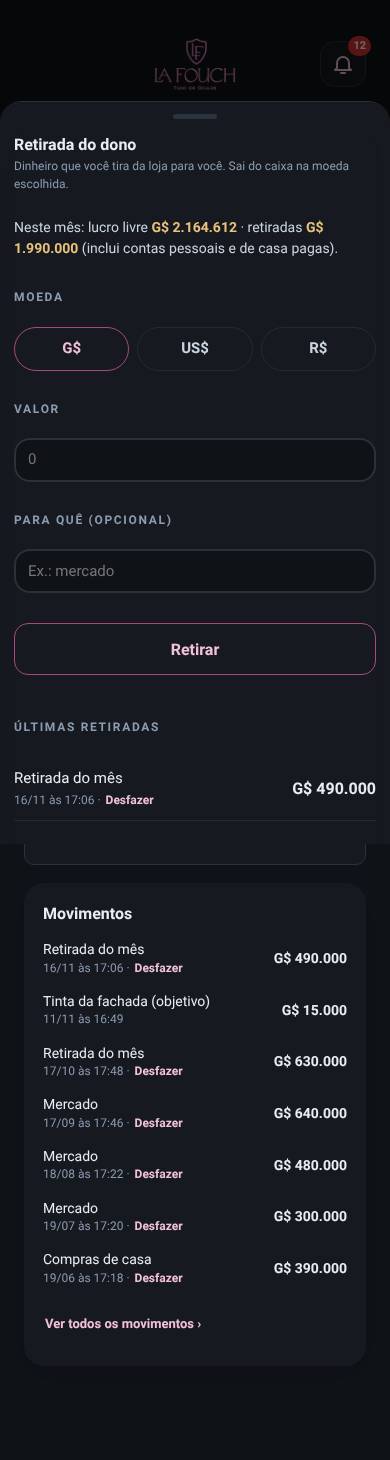 12
LF
LA FOUCH
Tudo de Óculos
Retirada do dono
Dinheiro que você tira da loja para você. Sai do caixa na moeda
escolhida.
Neste mês: lucro livre G$ 2.164.612 · retiradas G$
1.990.000 (inclui contas pessoais e de casa pagas).
MOEDA
G$
US$
R$
VALOR
0
PARA QUÊ (OPCIONAL)
Ex.: mercado
Retirar
ÚLTIMAS RETIRADAS
Retirada do mês
G$ 490.000
16/11 às 17:06 · Desfazer
Movimentos
Retirada do mês
G$ 490.000
16/11 às 17:06 · Desfazer
Tinta da fachada (objetivo)
G$ 15.000
11/11 às 16:49
Retirada do mês
G$ 630.000
17/10 às 17:48 · Desfazer
Mercado
G$ 640.000
17/09 às 17:46 · Desfazer
Mercado
G$ 480.000
18/08 às 17:22 · Desfazer
Mercado
G$ 300.000
19/07 às 17:20 · Desfazer
Compras de casa
G$ 390.000
19/06 às 17:18 · Desfazer
Ver todos os movimentos ›